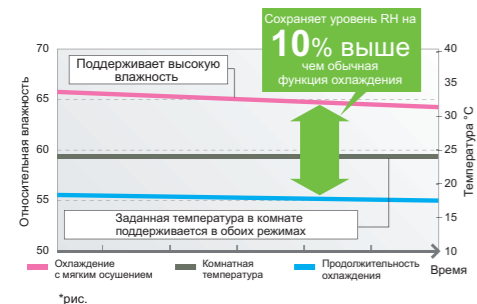 Сохраняет уровень RH на
10% выше
чем обычная
функция охлаждения
70
65
60
55
50
Относительная влажность
40
35
30
25
20
15
10
Температура °C
Поддерживает высокую
влажность
Заданная температура в комнате
поддерживается в обоих режимах
Время
Охлаждение
с мягким осушением
Комнатная
температура
Продолжительность
охлаждения
*рис.